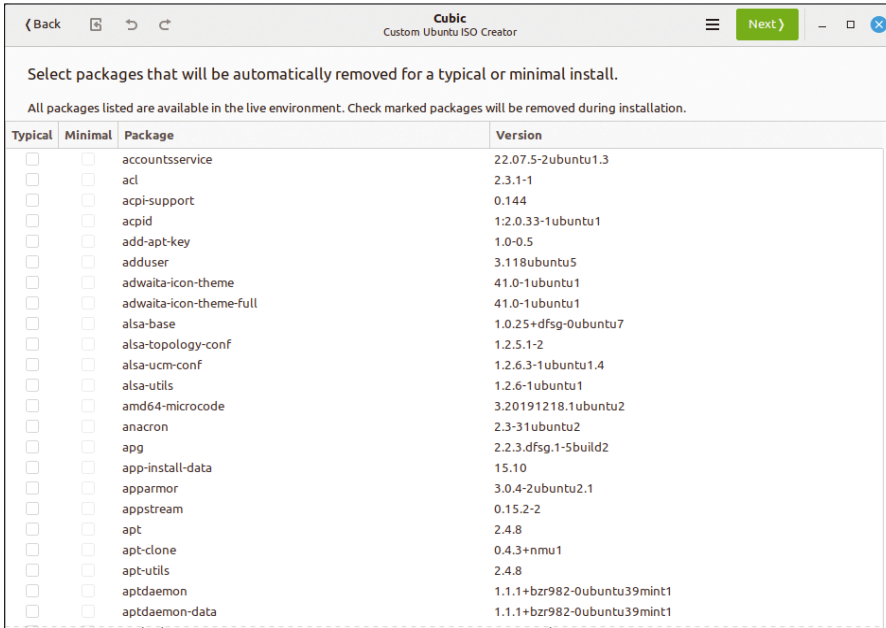 Back
Cubic
Custom Ubuntu ISO Creator
Next
Select packages that will be automatically removed for a typical or minimal install.
All packages listed are available in the live environment. Check marked packages will be removed during installation.
Typical Minimal Package Version
accountsservice 22.07.5-2ubuntu1.3
acl 2.3.1-1
acpi-support 0.144
acpid 1:2.0.33-1ubuntu1
add-apt-key 1.0-0.5
adduser 3.118ubuntu5
adwaita-icon-theme 41.0-1ubuntu1
adwaita-icon-theme-full 41.0-1ubuntu1
alsa-base 1.0.25+dfsg-0ubuntu7
alsa-topology-conf 1.2.5.1-2
alsa-ucm-conf 1.2.6.3-1ubuntu1.4
alsa-utils 1.2.6-1ubuntu1
amd64-microcode 3.20191218.1ubuntu2
anacron 2.3-31ubuntu2
apg 2.2.3.dfsg.1-5build2
app-install-data 15.10
apparmor 3.0.4-2ubuntu2.1
appstream 0.15.2-2
apt 2.4.8
apt-clone 0.4.3+nmu1
apt-utils 2.4.8
aptdaemon 1.1.1+bzr982-0ubuntu39mint1
aptdaemon-data 1.1.1+bzr982-0ubuntu39mint1